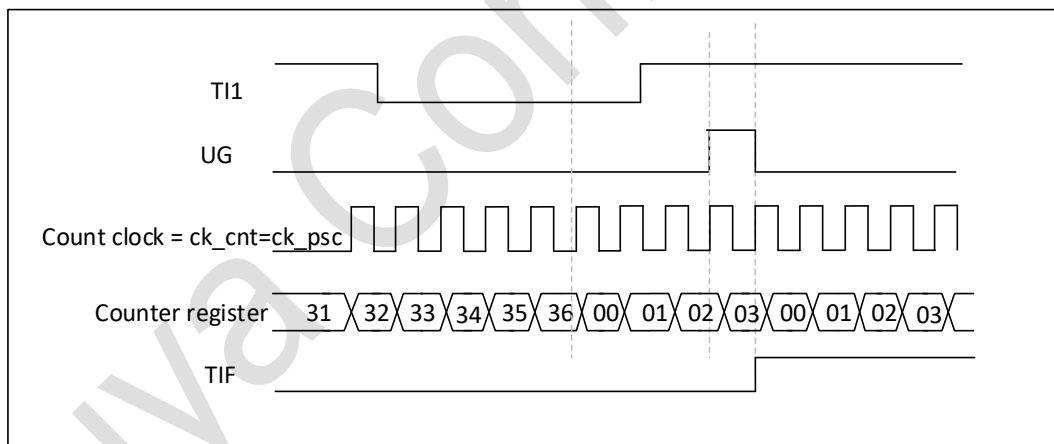 TI1
UG
Count clock = ck_cnt=ck_psc
Counter register 31 32 33 34 35 36 00 01 02 03 00 01 02 03
TIF